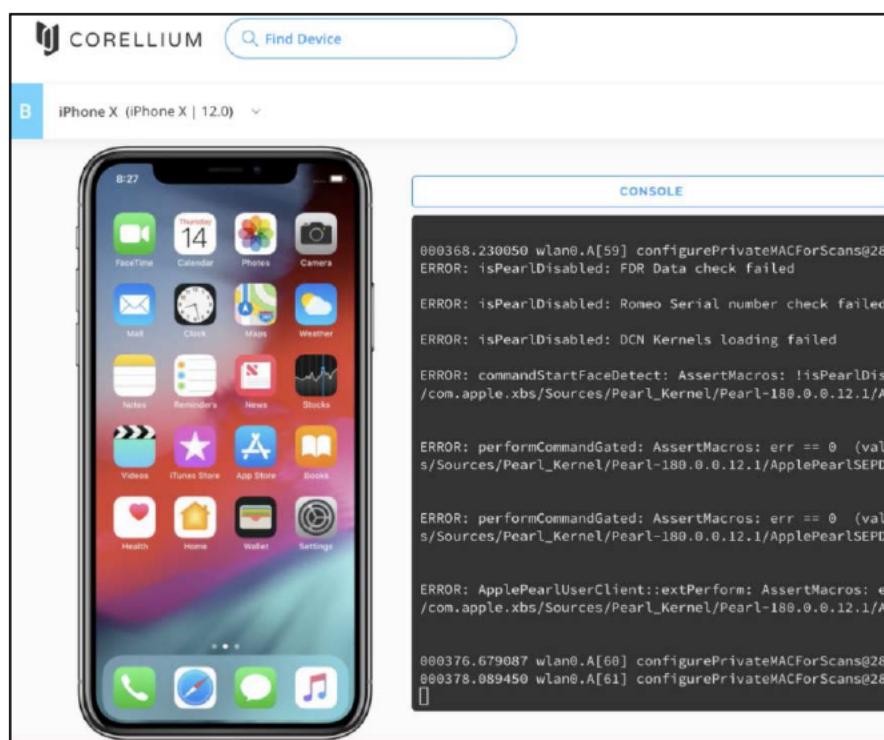 CORELLIUM
Find Device
B
iPhone X (iPhone X | 12.0)
8:27
Thursday
14
FaceTime Calendar Photos Camera
Mail Clock Maps Weather
Notes Reminders News Stocks
Videos iTunes Store App Store Books
Health Home Wallet Settings
CONSOLE
000368.230050 wlan0.A[59] configurePrivateMACForScans@28
ERROR: isPearlDisabled: FDR Data check failed
ERROR: isPearlDisabled: Romeo Serial number check failed
ERROR: isPearlDisabled: DCN Kernels loading failed
ERROR: commandStartFaceDetect: AssertMacros: !isPearlDis
/com.apple.xbs/Sources/Pearl_Kernel/Pearl-180.0.0.12.1/A
ERROR: performCommandGated: AssertMacros: err == 0 (val
s/Sources/Pearl_Kernel/Pearl-180.0.0.12.1/ApplePearlSEPD
ERROR: performCommandGated: AssertMacros: err == 0 (val
s/Sources/Pearl_Kernel/Pearl-180.0.0.12.1/ApplePearlSEPD
ERROR: ApplePearlUserClient::extPerform: AssertMacros: e
/com.apple.xbs/Sources/Pearl_Kernel/Pearl-180.0.0.12.1/A
000376.679087 wlan0.A[60] configurePrivateMACForScans@28
000378.089450 wlan0.A[61] configurePrivateMACForScans@28